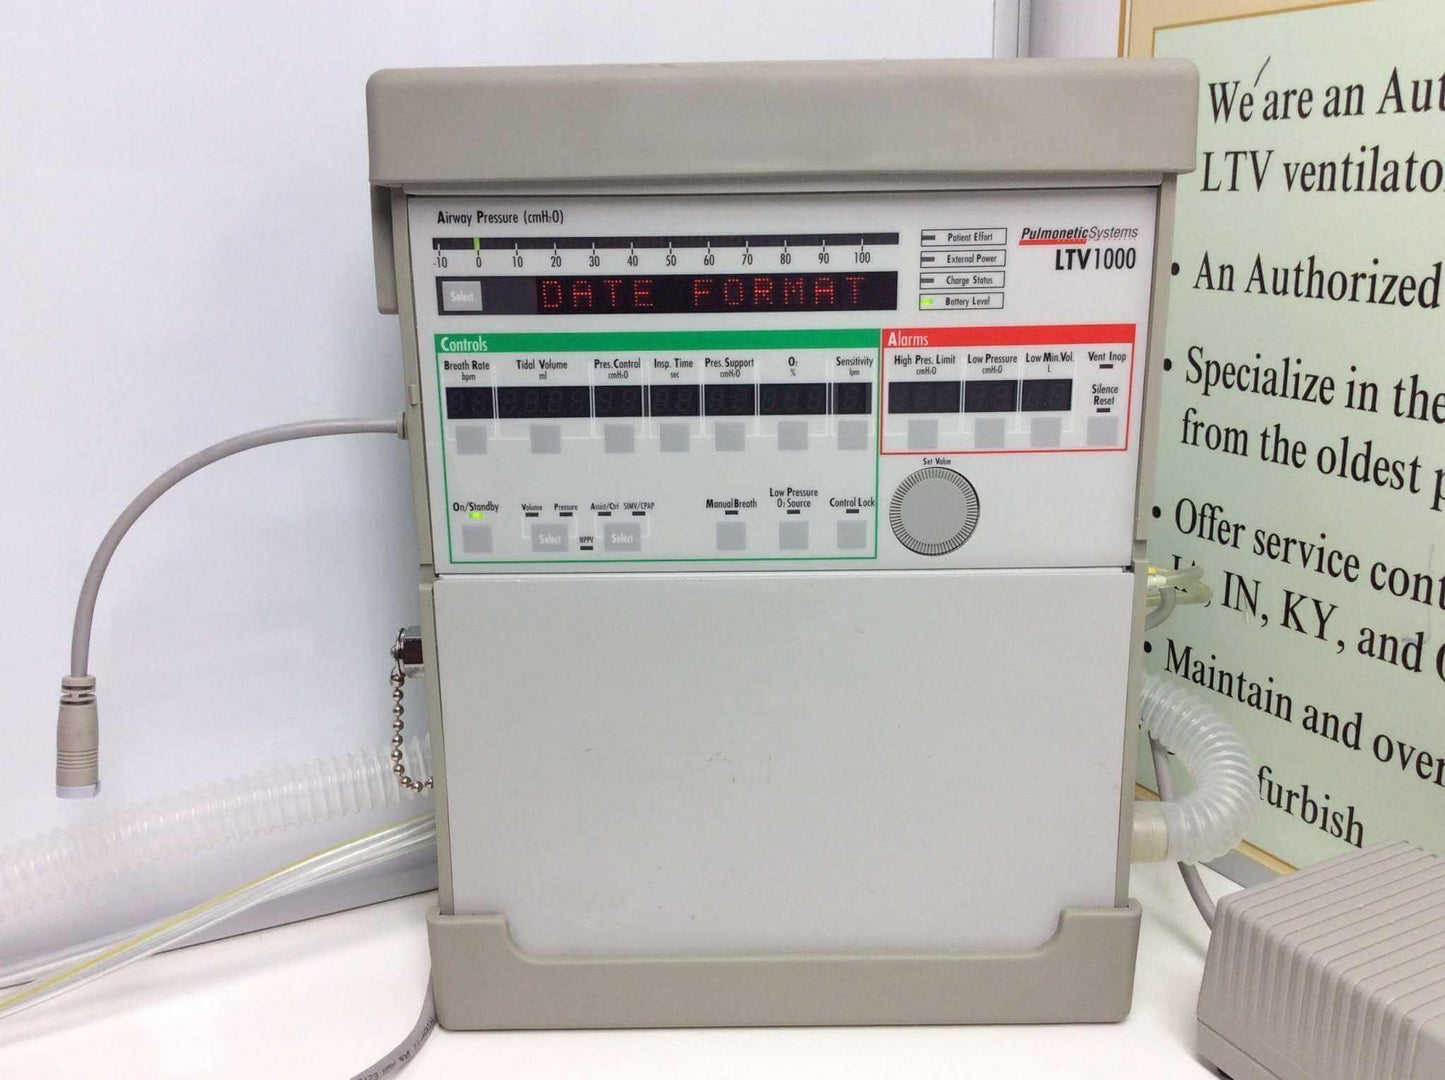 Airway Pressure (cmH₂O)
-10 0 10 20 30 40 50 60 70 80 90 100
Select
DATE FORMAT
Patient Effort
External Power
Charge Status
Battery Level
PulmoneticSystems
LTV1000
Controls
Breath Rate
bpm
Tidal Volume
ml
Pres. Control
cmH₂O
Insp. Time
sec
Pres. Support
cmH₂O
O₂
%
Sensitivity
lpm
Alarms
High Pres. Limit
cmH₂O
Low Pressure
cmH₂O
Low Min.Vol.
L
Vent Inop
Silence
Reset
Set Value
On/Standby
Volume
Pressure
Select
NPPV
Assist/Ctrl
SIMV/CPAP
Select
Manual Breath
Low Pressure
O₂ Source
Control Lock
We are an Aut
LTV ventilato
• An Authorized
• Specialize in the
from the oldest p
• Offer service cont
IN, KY, and
• Maintain and over
furbish